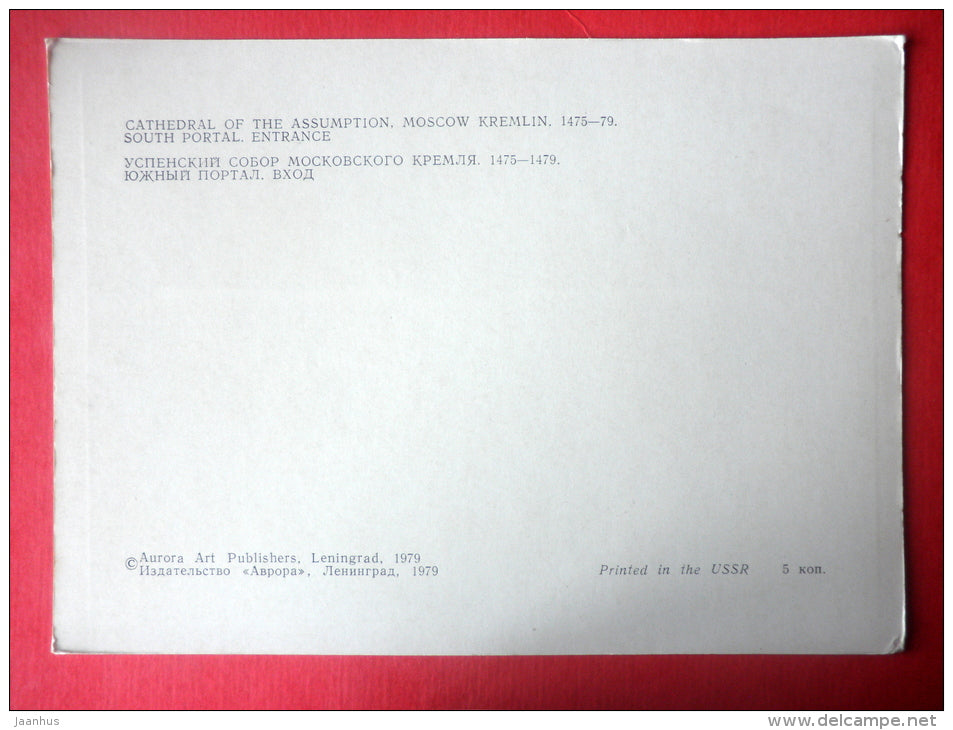 CATHEDRAL OF THE ASSUMPTION, MOSCOW KREMLIN. 1475—79.
SOUTH PORTAL. ENTRANCE
УСПЕНСКИЙ СОБОР МОСКОВСКОГО КРЕМЛЯ. 1475—1479.
ЮЖНЫЙ ПОРТАЛ. ВХОД
© Aurora Art Publishers, Leningrad, 1979
Издательство «Аврора», Ленинград, 1979
Printed in the USSR 5 коп.
jaanhus
www.delcampe.net